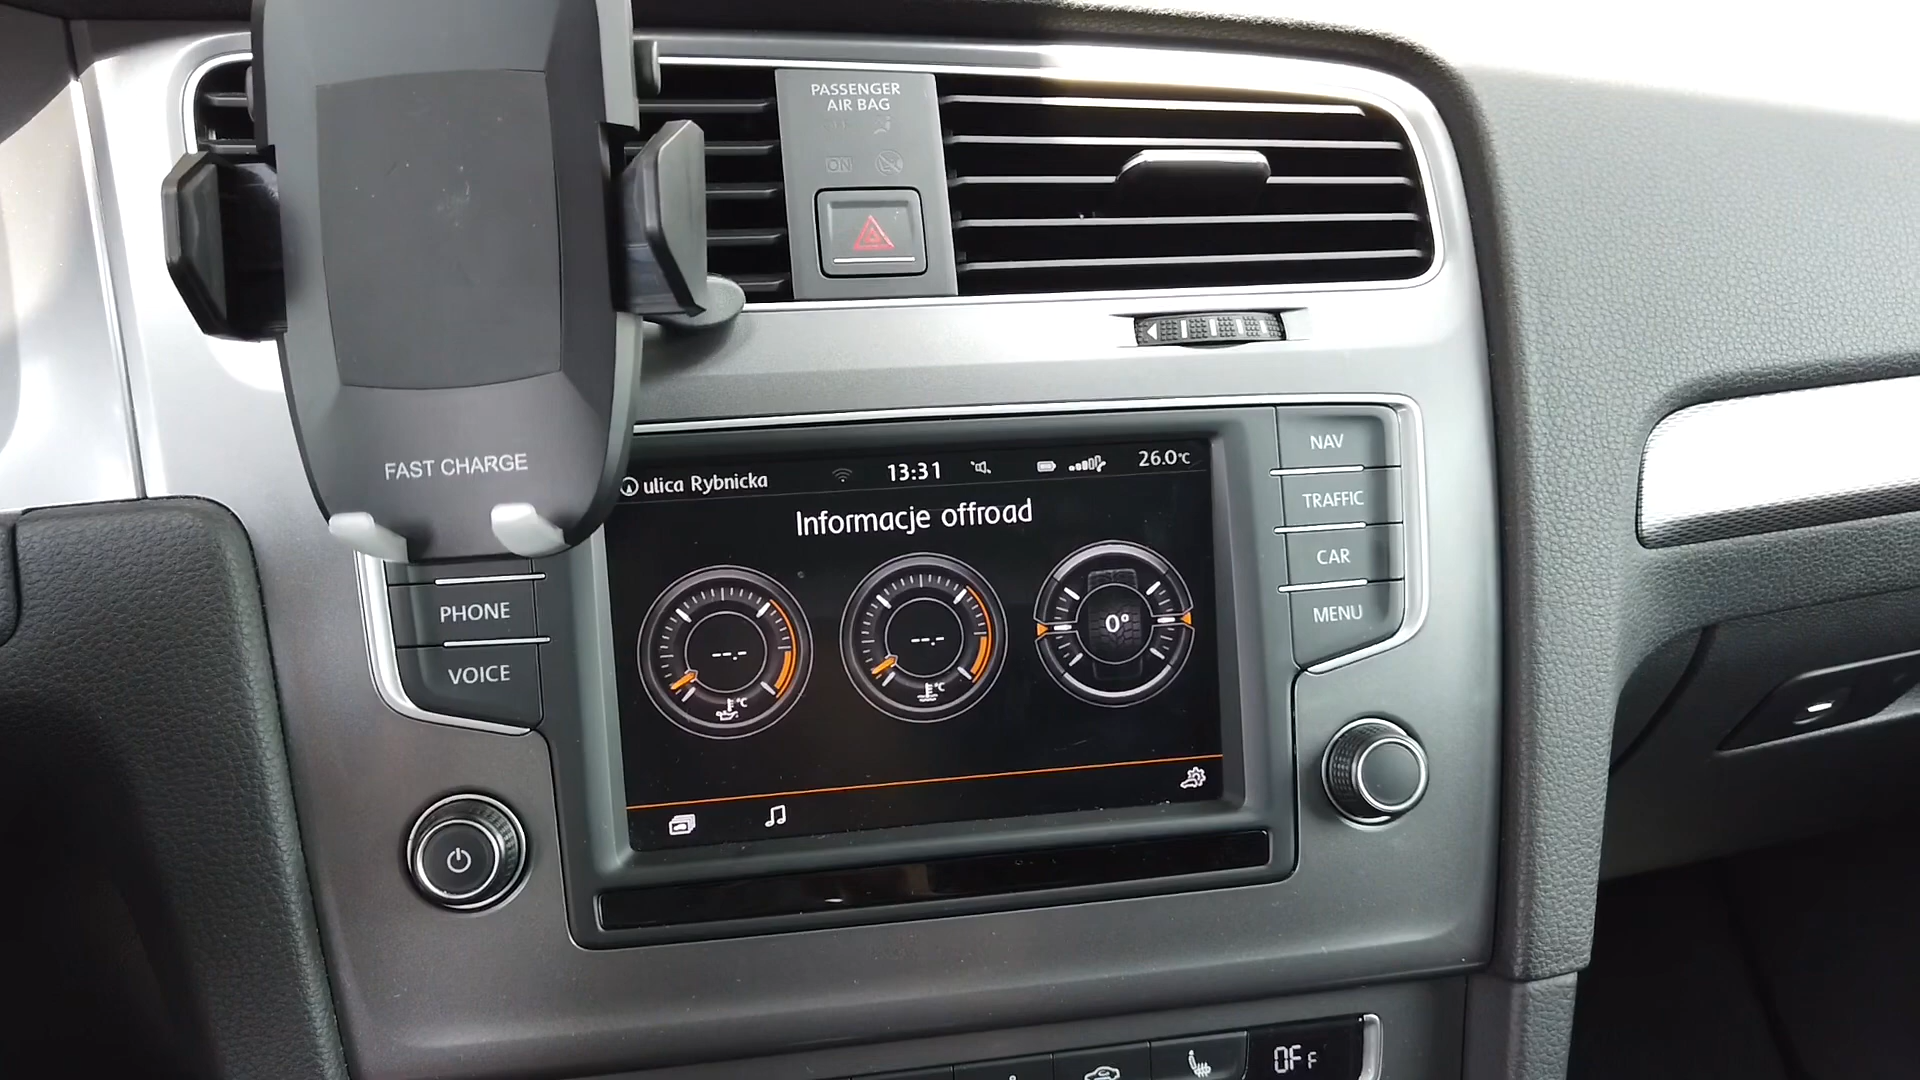 PASSENGER
AIR BAG
ON
FAST CHARGE
ulica Rybnicka
13:31
26.0°C
Informacje offroad
--.-
°C
--.-
°C
0°
NAV
TRAFFIC
CAR
MENU
PHONE
VOICE
OFF